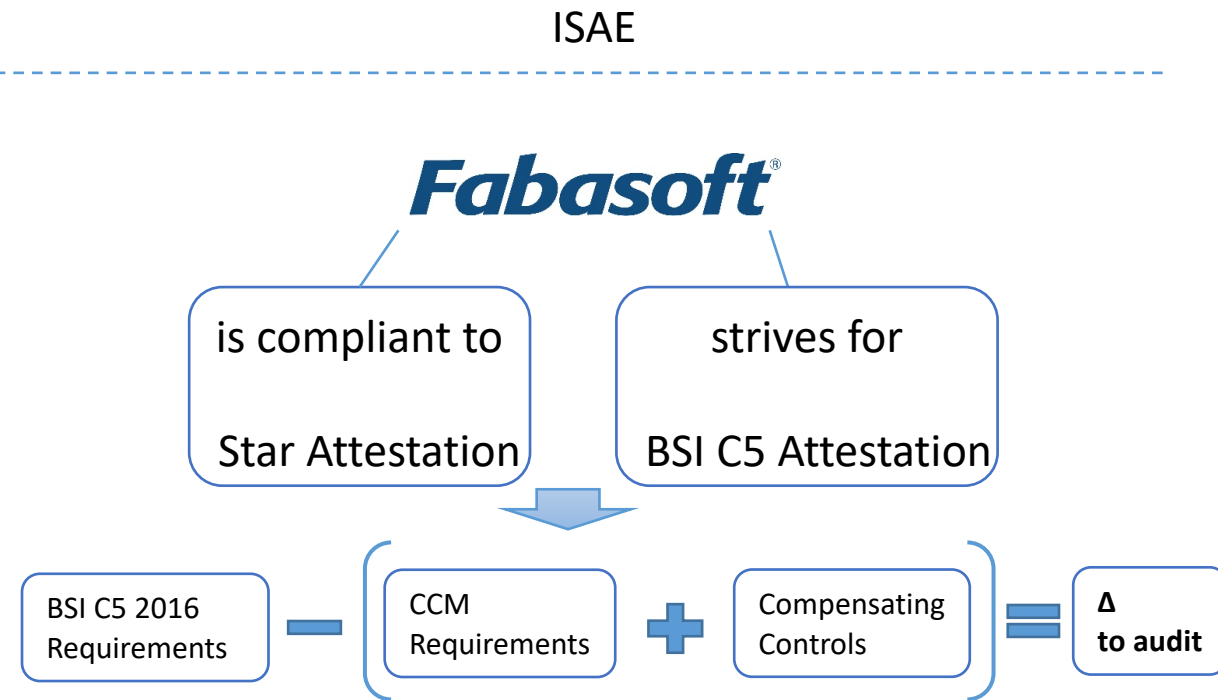 ISAE
Fabasoft®
is compliant to
Star Attestation
strives for
BSI C5 Attestation
BSI C5 2016
Requirements
CCM
Requirements
Compensating
Controls
Δ
to audit